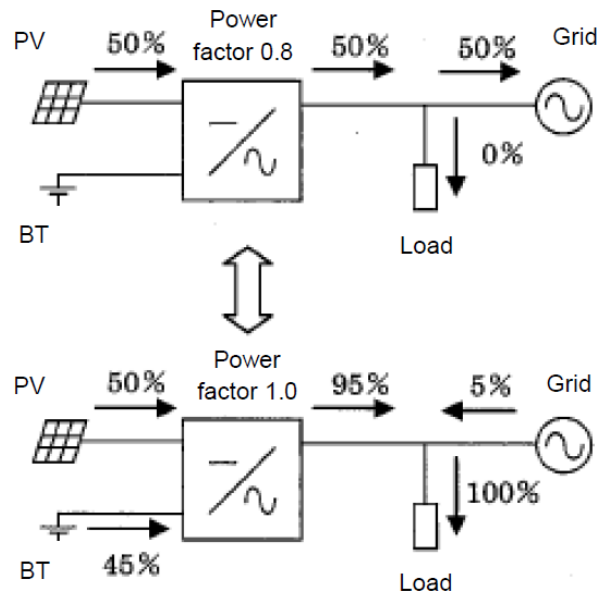 PV
50%
Power
factor 0.8
50%
50%
Grid
0%
BT
Load
Power
factor 1.0
PV
50%
95%
5%
Grid
100%
BT
45%
Load